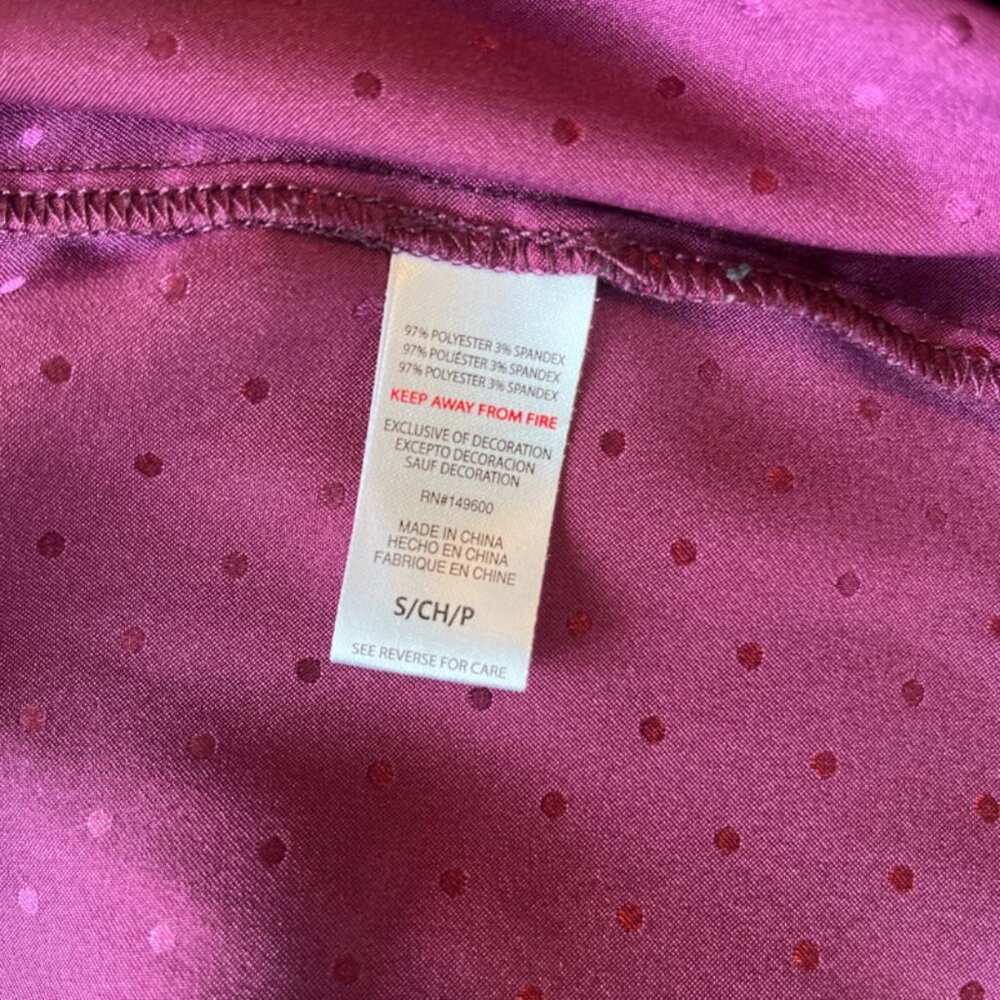 97% POLYESTER 3% SPANDEX
97% POLIÉSTER 3% SPANDEX
97% POLYESTER 3% SPANDEX
KEEP AWAY FROM FIRE
EXCLUSIVE OF DECORATION
EXCEPTO DECORACION
SAUF DECORATION
RN#149600
MADE IN CHINA
HECHO EN CHINA
FABRIQUE EN CHINE
S/CH/P
SEE REVERSE FOR CARE